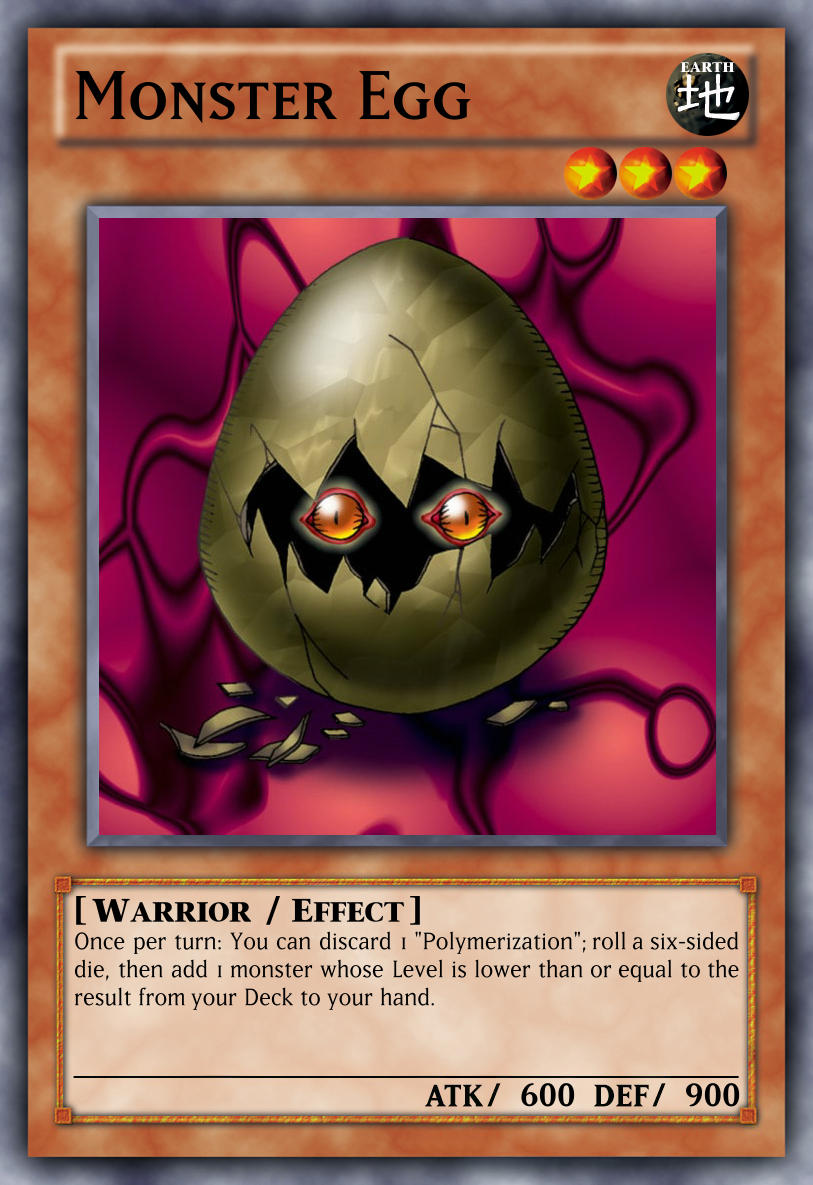 Monster Egg
EARTH
地
[ Warrior / Effect ]
Once per turn: You can discard 1 "Polymerization"; roll a six-sided
die, then add 1 monster whose Level is lower than or equal to the
result from your Deck to your hand.
ATK/ 600 DEF/ 900